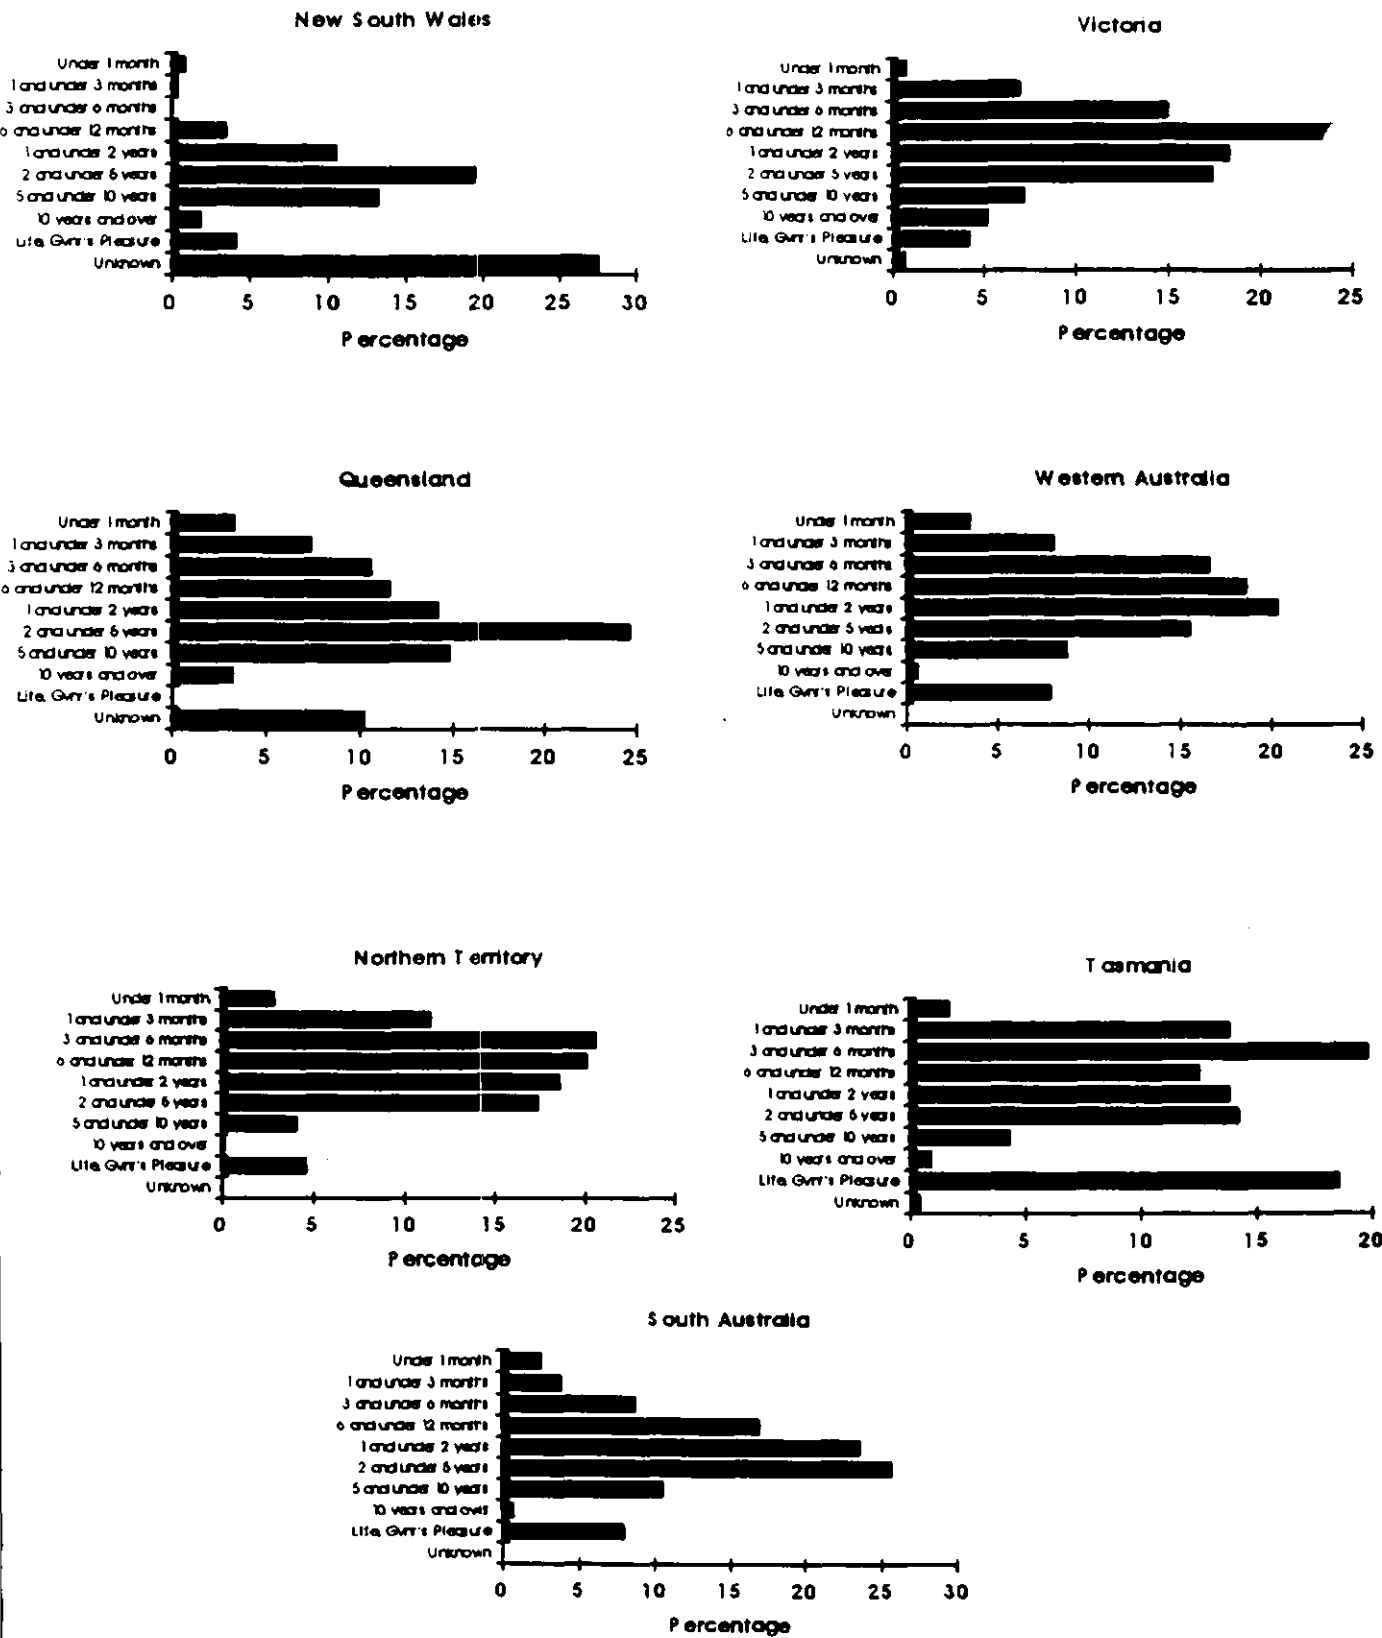 New South Wales
Under 1 month
1 and under 3 months
3 and under 6 months
6 and under 12 months
1 and under 2 years
2 and under 5 years
5 and under 10 years
10 years and over
Life, Gvnr's Pleasure
Unknown
0 5 10 15 20 25 30
Percentage
Victoria
Under 1 month
1 and under 3 months
3 and under 6 months
6 and under 12 months
1 and under 2 years
2 and under 5 years
5 and under 10 years
10 years and over
Life, Gvnr's Pleasure
Unknown
0 5 10 15 20 25
Percentage
Queensland
Under 1 month
1 and under 3 months
3 and under 6 months
6 and under 12 months
1 and under 2 years
2 and under 5 years
5 and under 10 years
10 years and over
Life, Gvnr's Pleasure
Unknown
0 5 10 15 20 25
Percentage
Western Australia
Under 1 month
1 and under 3 months
3 and under 6 months
6 and under 12 months
1 and under 2 years
2 and under 5 years
5 and under 10 years
10 years and over
Life, Gvnr's Pleasure
Unknown
0 5 10 15 20 25
Percentage
Northern Territory
Under 1 month
1 and under 3 months
3 and under 6 months
6 and under 12 months
1 and under 2 years
2 and under 5 years
5 and under 10 years
10 years and over
Life, Gvnr's Pleasure
Unknown
0 5 10 15 20 25
Percentage
Tasmania
Under 1 month
1 and under 3 months
3 and under 6 months
6 and under 12 months
1 and under 2 years
2 and under 5 years
5 and under 10 years
10 years and over
Life, Gvnr's Pleasure
Unknown
0 5 10 15 20
Percentage
South Australia
Under 1 month
1 and under 3 months
3 and under 6 months
6 and under 12 months
1 and under 2 years
2 and under 5 years
5 and under 10 years
10 years and over
Life, Gvnr's Pleasure
Unknown
0 5 10 15 20 25 30
Percentage